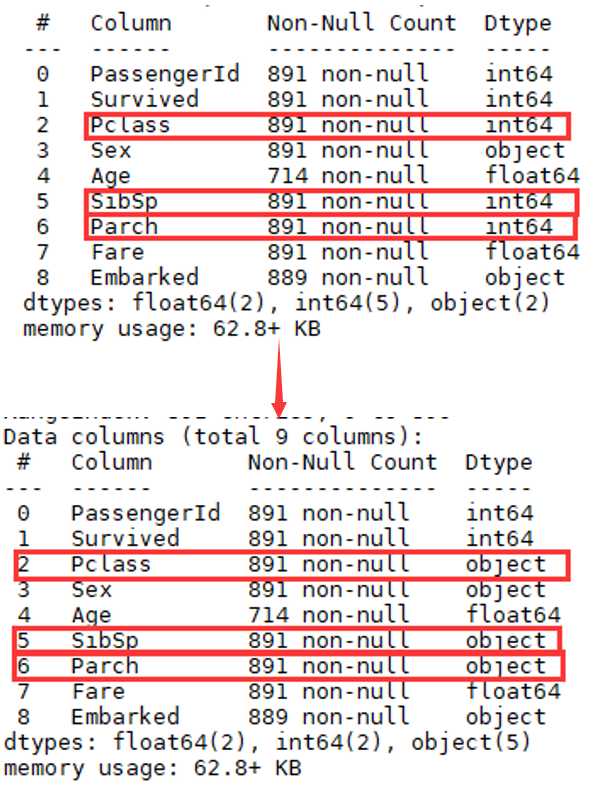 #   Column       Non-Null Count  Dtype
---  ------       --------------  -----
0   PassengerId  891 non-null    int64
1   Survived     891 non-null    int64
2   Pclass       891 non-null    int64
3   Sex          891 non-null    object
4   Age          714 non-null    float64
5   SibSp        891 non-null    int64
6   Parch        891 non-null    int64
7   Fare         891 non-null    float64
8   Embarked     889 non-null    object
dtypes: float64(2), int64(5), object(2)
memory usage: 62.8+ KB
Data columns (total 9 columns):
#   Column       Non-Null Count  Dtype
---  ------       --------------  -----
0   PassengerId  891 non-null    int64
1   Survived     891 non-null    int64
2   Pclass       891 non-null    object
3   Sex          891 non-null    object
4   Age          714 non-null    float64
5   SibSp        891 non-null    object
6   Parch        891 non-null    object
7   Fare         891 non-null    float64
8   Embarked     889 non-null    object
dtypes: float64(2), int64(2), object(5)
memory usage: 62.8+ KB